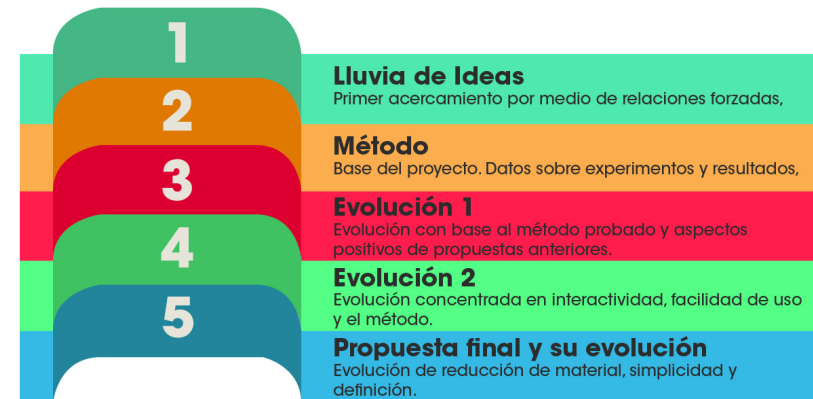 1
Lluvia de Ideas
Primer acercamiento por medio de relaciones forzadas,
2
Método
Base del proyecto. Datos sobre experimentos y resultados,
3
Evolución 1
Evolución con base al método probado y aspectos
positivos de propuestas anteriores.
4
Evolución 2
Evolución concentrada en interactividad, facilidad de uso
y el método.
5
Propuesta final y su evolución
Evolución de reducción de material, simplicidad y
definición.